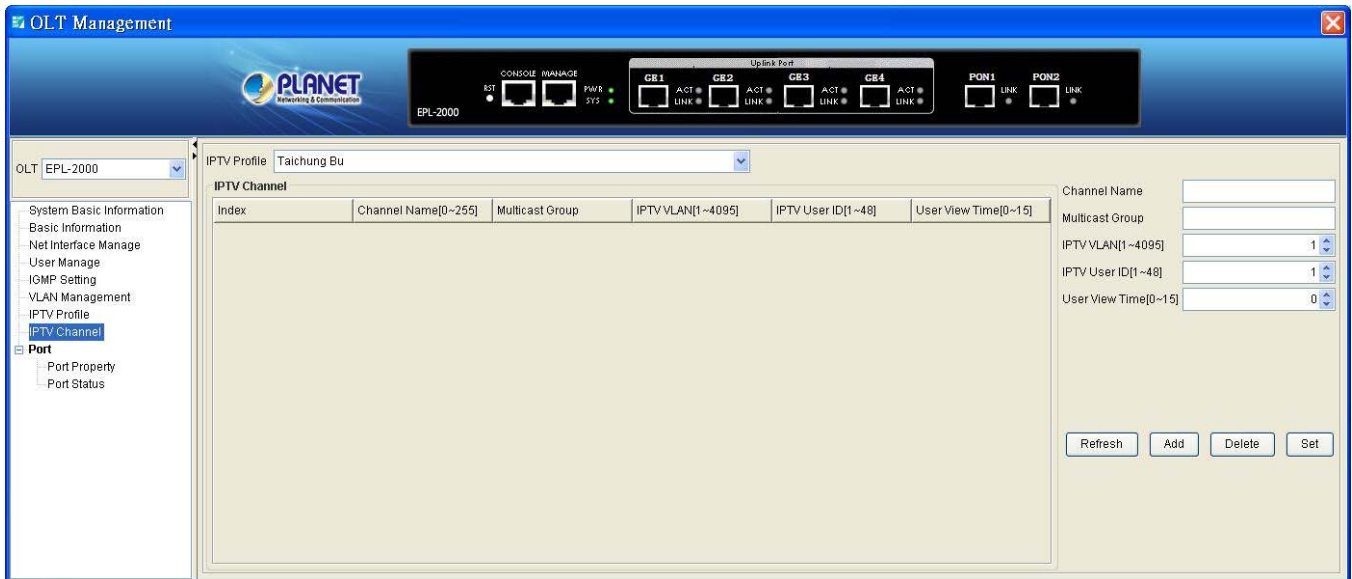 OLT Management
PLANET
Networking & Communication
EPL-2000
RST
CONSOLE
MANAGE
PWR
SYS
Uplink Port
GE1
ACT
LINK
GE2
ACT
LINK
GE3
ACT
LINK
GE4
ACT
LINK
PON1
LINK
PON2
LINK
OLT EPL-2000
System Basic Information
Basic Information
Net Interface Manage
User Manage
IGMP Setting
VLAN Management
IPTV Profile
IPTV Channel
Port
Port Property
Port Status
IPTV Profile Taichung Bu
IPTV Channel
Index Channel Name[0~255] Multicast Group IPTV VLAN[1~4095] IPTV User ID[1~48] User View Time[0~15]
Channel Name
Multicast Group
IPTV VLAN[1~4095] 1
IPTV User ID[1~48] 1
User View Time[0~15] 0
Refresh Add Delete Set